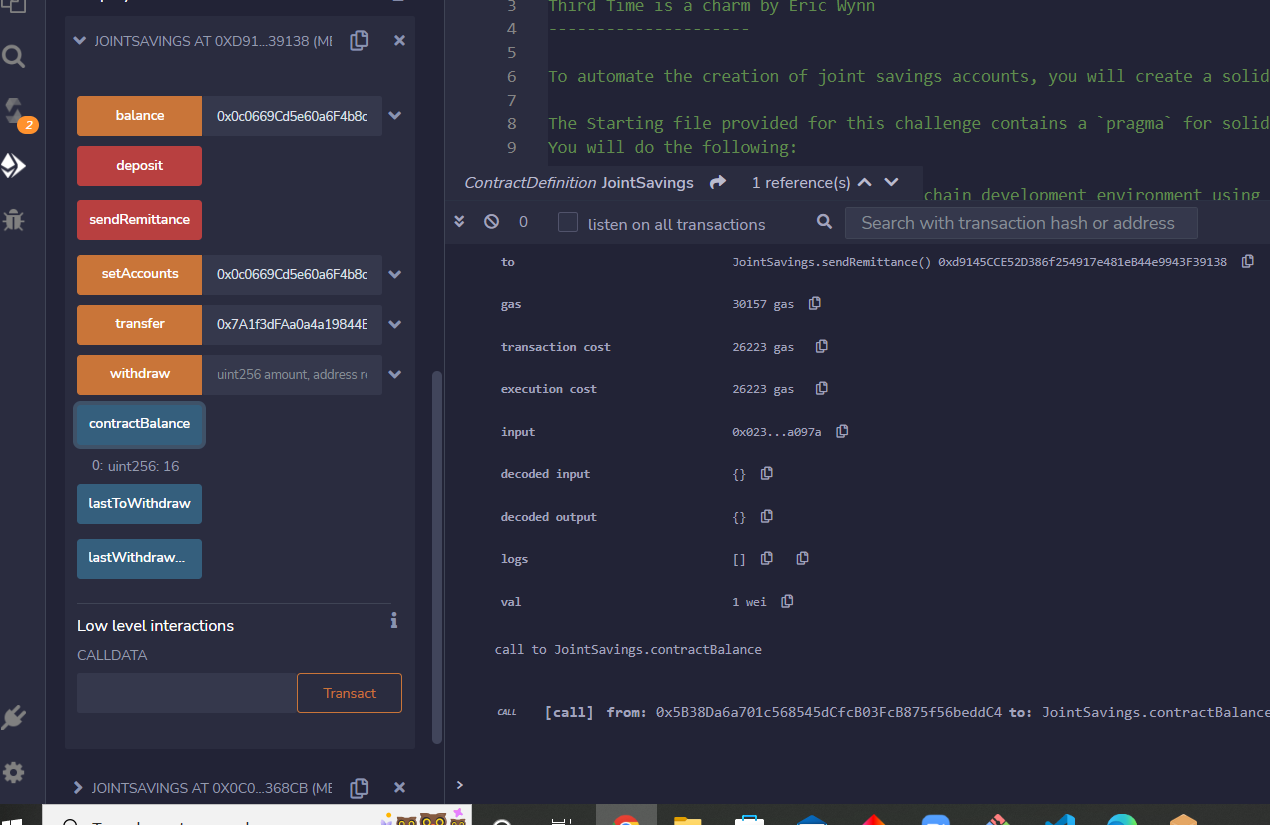 JOINTSAVINGS AT 0XD91...39138 (ME
balance
0x0c0669Cd5e60a6F4b8c
deposit
sendRemittance
setAccounts
0x0c0669Cd5e60a6F4b8c
transfer
0x7A1f3dFAa0a4a19844E
withdraw
uint256 amount, address re
contractBalance
0: uint256: 16
lastToWithdraw
lastWithdraw...
Low level interactions
i
CALLDATA
Transact
JOINTSAVINGS AT 0X0C0...368CB (ME
2
3 Third Time is a charm by Eric Wynn
4 ---------------------
5
6 To automate the creation of joint savings accounts, you will create a solid
7
8 The Starting file provided for this challenge contains a `pragma` for solid
9 You will do the following:
ContractDefinition JointSavings 1 reference(s)
chain development environment using
0 listen on all transactions Search with transaction hash or address
to JointSavings.sendRemittance() 0xd9145CCE52D386f254917e481eB44e9943F39138
gas 30157 gas
transaction cost 26223 gas
execution cost 26223 gas
input 0x023...a097a
decoded input {}
decoded output {}
logs []
val 1 wei
call to JointSavings.contractBalance
CALL [call] from: 0x5B38Da6a701c568545dCfcB03FcB875f56beddC4 to: JointSavings.contractBalance
>